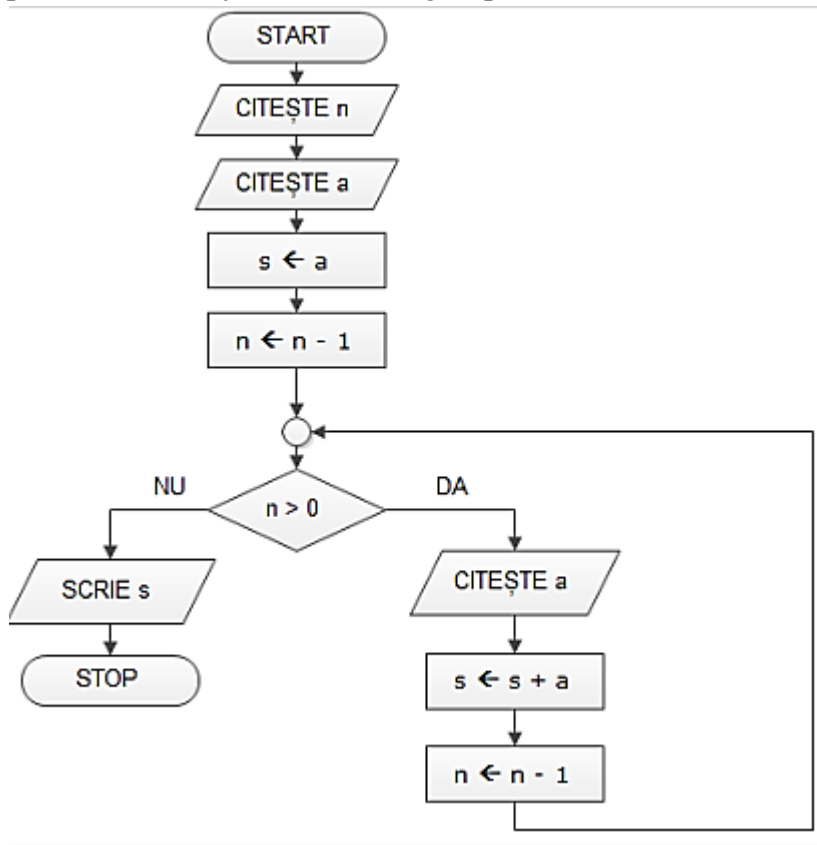 START
CITEȘTE n
CITEȘTE a
s ← a
n ← n - 1
NU
DA
n > 0
SCRIE s
CITEȘTE a
STOP
s ← s + a
n ← n - 1